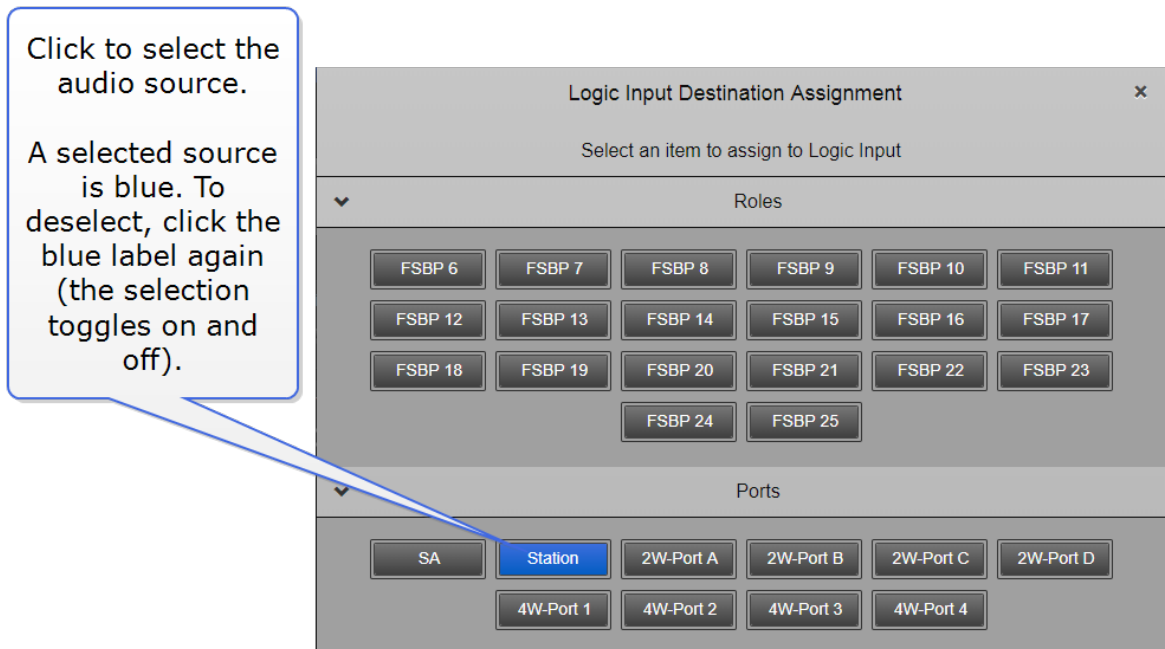 Click to select the
audio source.
A selected source
is blue. To
deselect, click the
blue label again
(the selection
toggles on and
off).
Logic Input Destination Assignment ×
Select an item to assign to Logic Input
Roles
FSBP 6 FSBP 7 FSBP 8 FSBP 9 FSBP 10 FSBP 11
FSBP 12 FSBP 13 FSBP 14 FSBP 15 FSBP 16 FSBP 17
FSBP 18 FSBP 19 FSBP 20 FSBP 21 FSBP 22 FSBP 23
FSBP 24 FSBP 25
Ports
SA Station 2W-Port A 2W-Port B 2W-Port C 2W-Port D
4W-Port 1 4W-Port 2 4W-Port 3 4W-Port 4